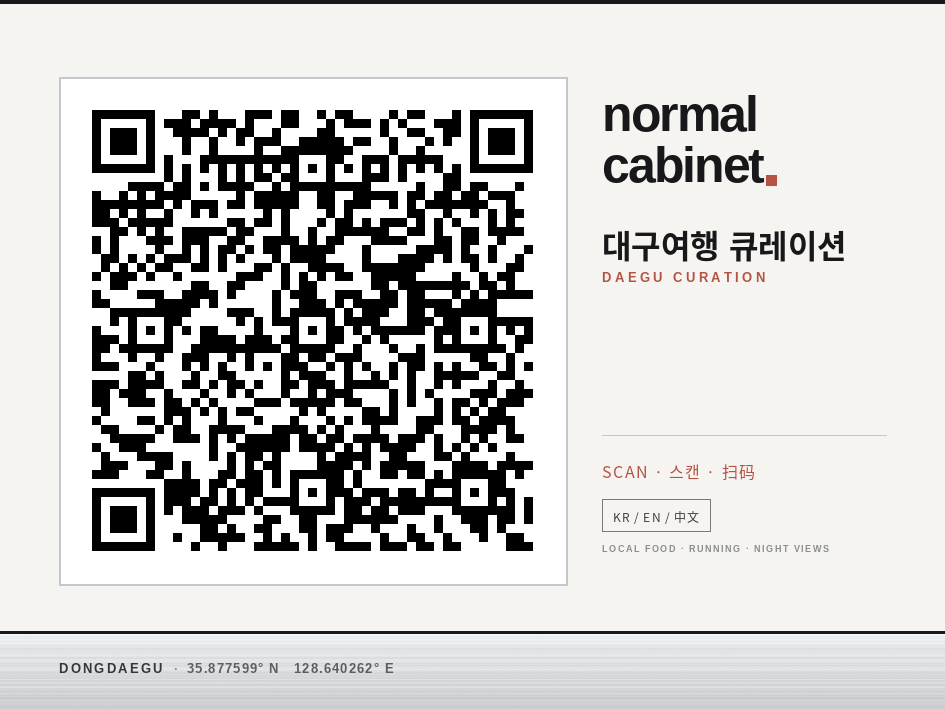 normal
cabinet.
대구여행 큐레이션
DAEGU CURATION
SCAN · 스캔 · 扫码
KR / EN / 中文
LOCAL FOOD · RUNNING · NIGHT VIEWS
DONGDAEGU · 35.877599° N 128.640262° E